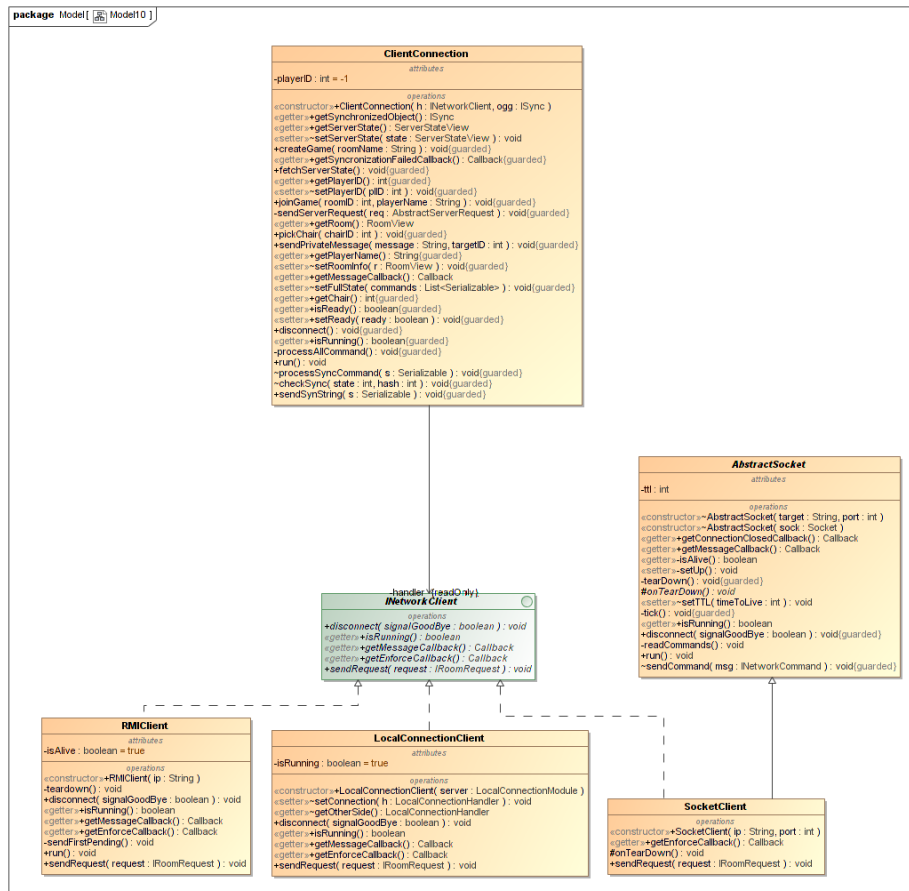 package Model [ Model10 ]
ClientConnection
attributes
-playerID : int = -1
operations
«constructor»+ClientConnection( h : INetworkClient, ogg : ISync )
«getter»+getSynchronizedObject() : ISync
«getter»+getServerState() : ServerStateView
«setter»~setServerState( state : ServerStateView ) : void
+createGame( roomName : String ) : void{guarded}
«getter»+getSyncronizationFailedCallback() : Callback{guarded}
+fetchServerState() : void{guarded}
«getter»+getPlayerID() : int{guarded}
«setter»~setPlayerID( plID : int ) : void{guarded}
+joinGame( roomID : int, playerName : String ) : void{guarded}
-sendServerRequest( req : AbstractServerRequest ) : void{guarded}
«getter»+getRoom() : RoomView
+pickChair( chairID : int ) : void{guarded}
+sendPrivateMessage( message : String, targetID : int ) : void{guarded}
«getter»+getPlayerName() : String{guarded}
«setter»~setRoomInfo( r : RoomView ) : void{guarded}
«getter»+getMessageCallback() : Callback
«setter»~setFullState( commands : List<Serializable> ) : void{guarded}
«getter»+getChair() : int{guarded}
«getter»+isReady() : boolean{guarded}
«setter»+setReady( ready : boolean ) : void{guarded}
+disconnect() : void{guarded}
«getter»+isRunning() : boolean{guarded}
-processAllCommand() : void{guarded}
+run() : void
~processSyncCommand( s : Serializable ) : void{guarded}
~checkSync( state : int, hash : int ) : void{guarded}
+sendSynString( s : Serializable ) : void{guarded}
AbstractSocket
attributes
-ttl : int
operations
«constructor»~AbstractSocket( target : String, port : int )
«constructor»~AbstractSocket( sock : Socket )
«getter»+getConnectionClosedCallback() : Callback
«getter»+getMessageCallback() : Callback
«getter»-isAlive() : boolean
«setter»-setUp() : void
-tearDown() : void{guarded}
#onTearDown() : void
«setter»~setTTL( timeToLive : int ) : void
-tick() : void{guarded}
«getter»+isRunning() : boolean
+disconnect( signalGoodBye : boolean ) : void{guarded}
-readCommands() : void
+run() : void
~sendCommand( msg : INetworkCommand ) : void{guarded}
-handler {readOnly}
INetworkClient
operations
+disconnect( signalGoodBye : boolean ) : void
«getter»+isRunning() : boolean
«getter»+getMessageCallback() : Callback
«getter»+getEnforceCallback() : Callback
+sendRequest( request : IRoomRequest ) : void
RMIClient
attributes
-isAlive : boolean = true
operations
«constructor»+RMIClient( ip : String )
-teardown() : void
+disconnect( signalGoodBye : boolean ) : void
«getter»+isRunning() : boolean
«getter»+getMessageCallback() : Callback
«getter»+getEnforceCallback() : Callback
-sendFirstPending() : void
+run() : void
+sendRequest( request : IRoomRequest ) : void
LocalConnectionClient
attributes
-isRunning : boolean = true
operations
«constructor»+LocalConnectionClient( server : LocalConnectionModule )
«setter»~setConnection( h : LocalConnectionHandler ) : void
«getter»~getOtherSide() : LocalConnectionHandler
+disconnect( signalGoodBye : boolean ) : void
«getter»+isRunning() : boolean
«getter»+getMessageCallback() : Callback
«getter»+getEnforceCallback() : Callback
+sendRequest( request : IRoomRequest ) : void
SocketClient
operations
«constructor»+SocketClient( ip : String, port : int )
«getter»+getEnforceCallback() : Callback
#onTearDown() : void
+sendRequest( request : IRoomRequest ) : void